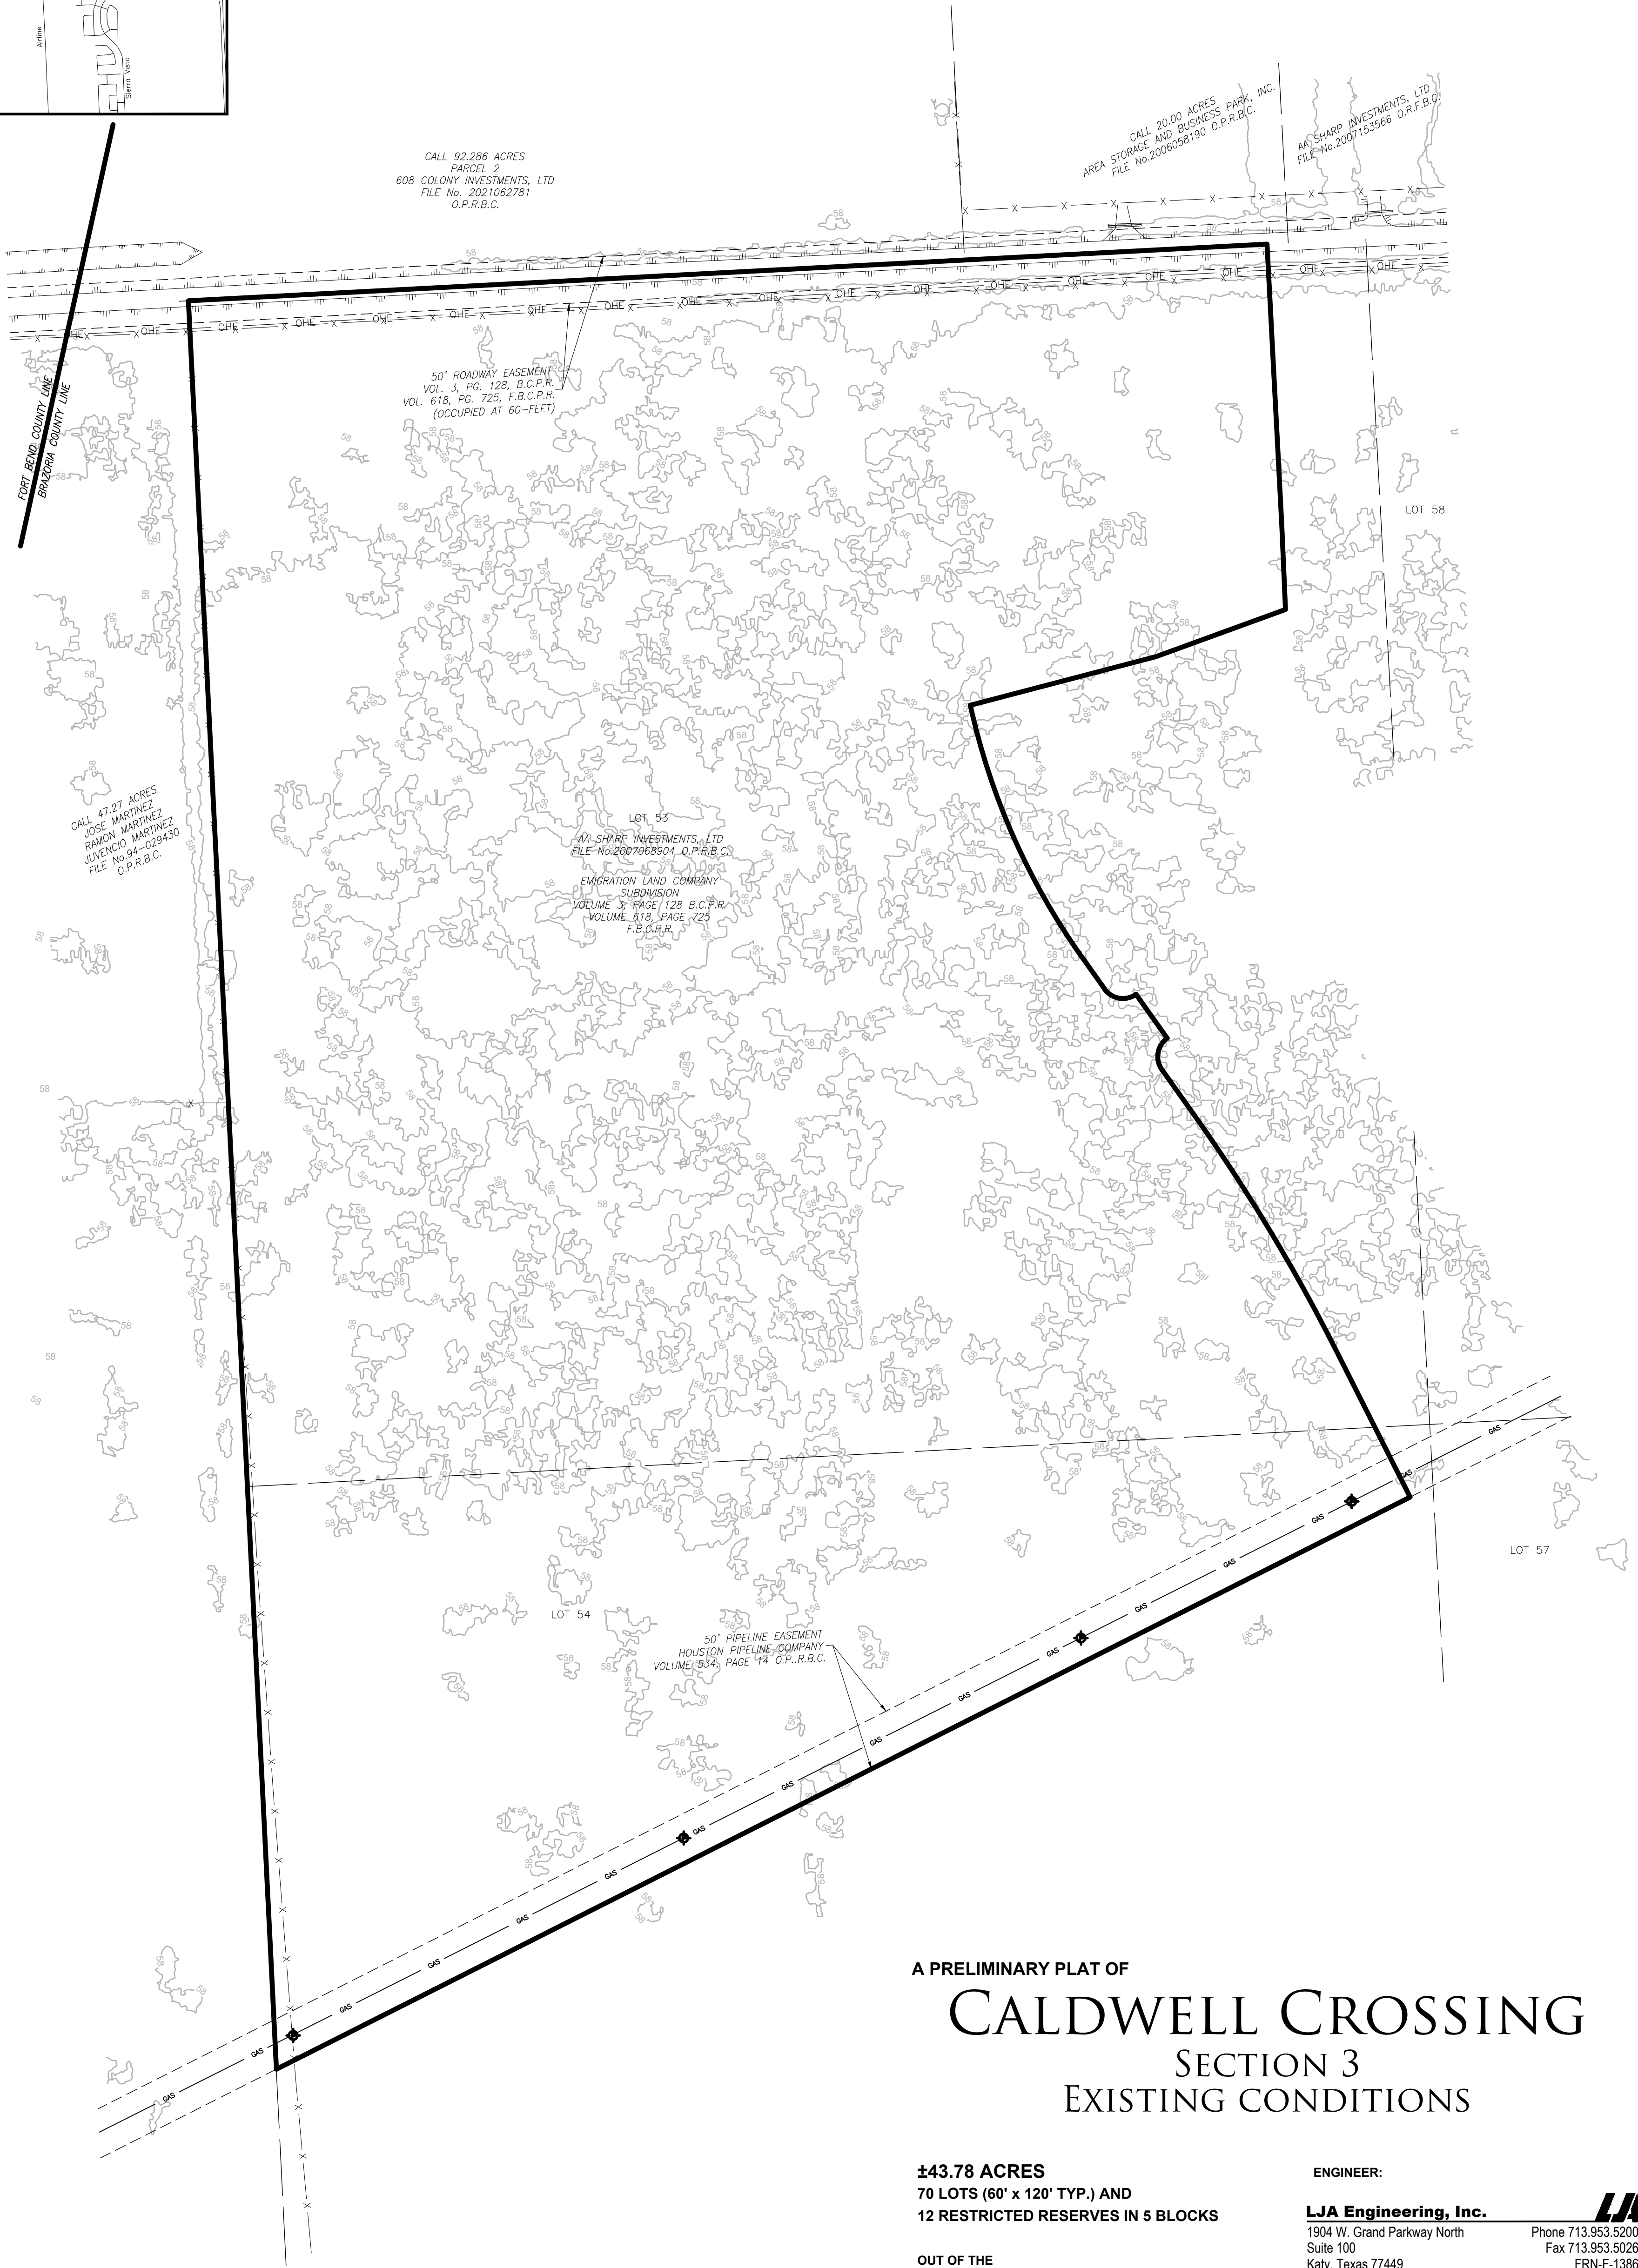 Airline
Sierra Vista
CALL 92.286 ACRES
PARCEL 2
608 COLONY INVESTMENTS, LTD
FILE No. 2021062781
O.P.R.B.C.
CALL 20.00 ACRES
AREA STORAGE AND BUSINESS PARK, INC.
FILE No.2006058190 O.P.R.B.C.
AA SHARP INVESTMENTS, LTD
FILE No.2007153566 O.R.F.B.C.
FORT BEND COUNTY LINE
BRAZORIA COUNTY LINE
OHE
50' ROADWAY EASEMENT
VOL. 3, PG. 128, B.C.P.R.
VOL. 618, PG. 725, F.B.C.P.R.
(OCCUPIED AT 60-FEET)
58
LOT 58
CALL 47.27 ACRES
JOSE MARTINEZ
RAMON MARTINEZ
JUVENCIO MARTINEZ
FILE No.94-029430
O.P.R.B.C.
LOT 53
AA SHARP INVESTMENTS, LTD
FILE No.2007068904 O.P.R.B.C.
EMIGRATION LAND COMPANY
SUBDIVISION
VOLUME 3, PAGE 128 B.C.P.R.
VOLUME 618, PAGE 725
F.B.C.P.R.
GAS
LOT 57
LOT 54
50' PIPELINE EASEMENT
HOUSTON PIPELINE COMPANY
VOLUME 534, PAGE 14 O.P..R.B.C.
A PRELIMINARY PLAT OF
CALDWELL CROSSING
SECTION 3
EXISTING CONDITIONS
±43.78 ACRES
70 LOTS (60' x 120' TYP.) AND
12 RESTRICTED RESERVES IN 5 BLOCKS
OUT OF THE
ENGINEER:
LJA Engineering, Inc.
1904 W. Grand Parkway North Phone 713.953.5200
Suite 100 Fax 713.953.5026
Katy, Texas 77449 FRN-F-1386